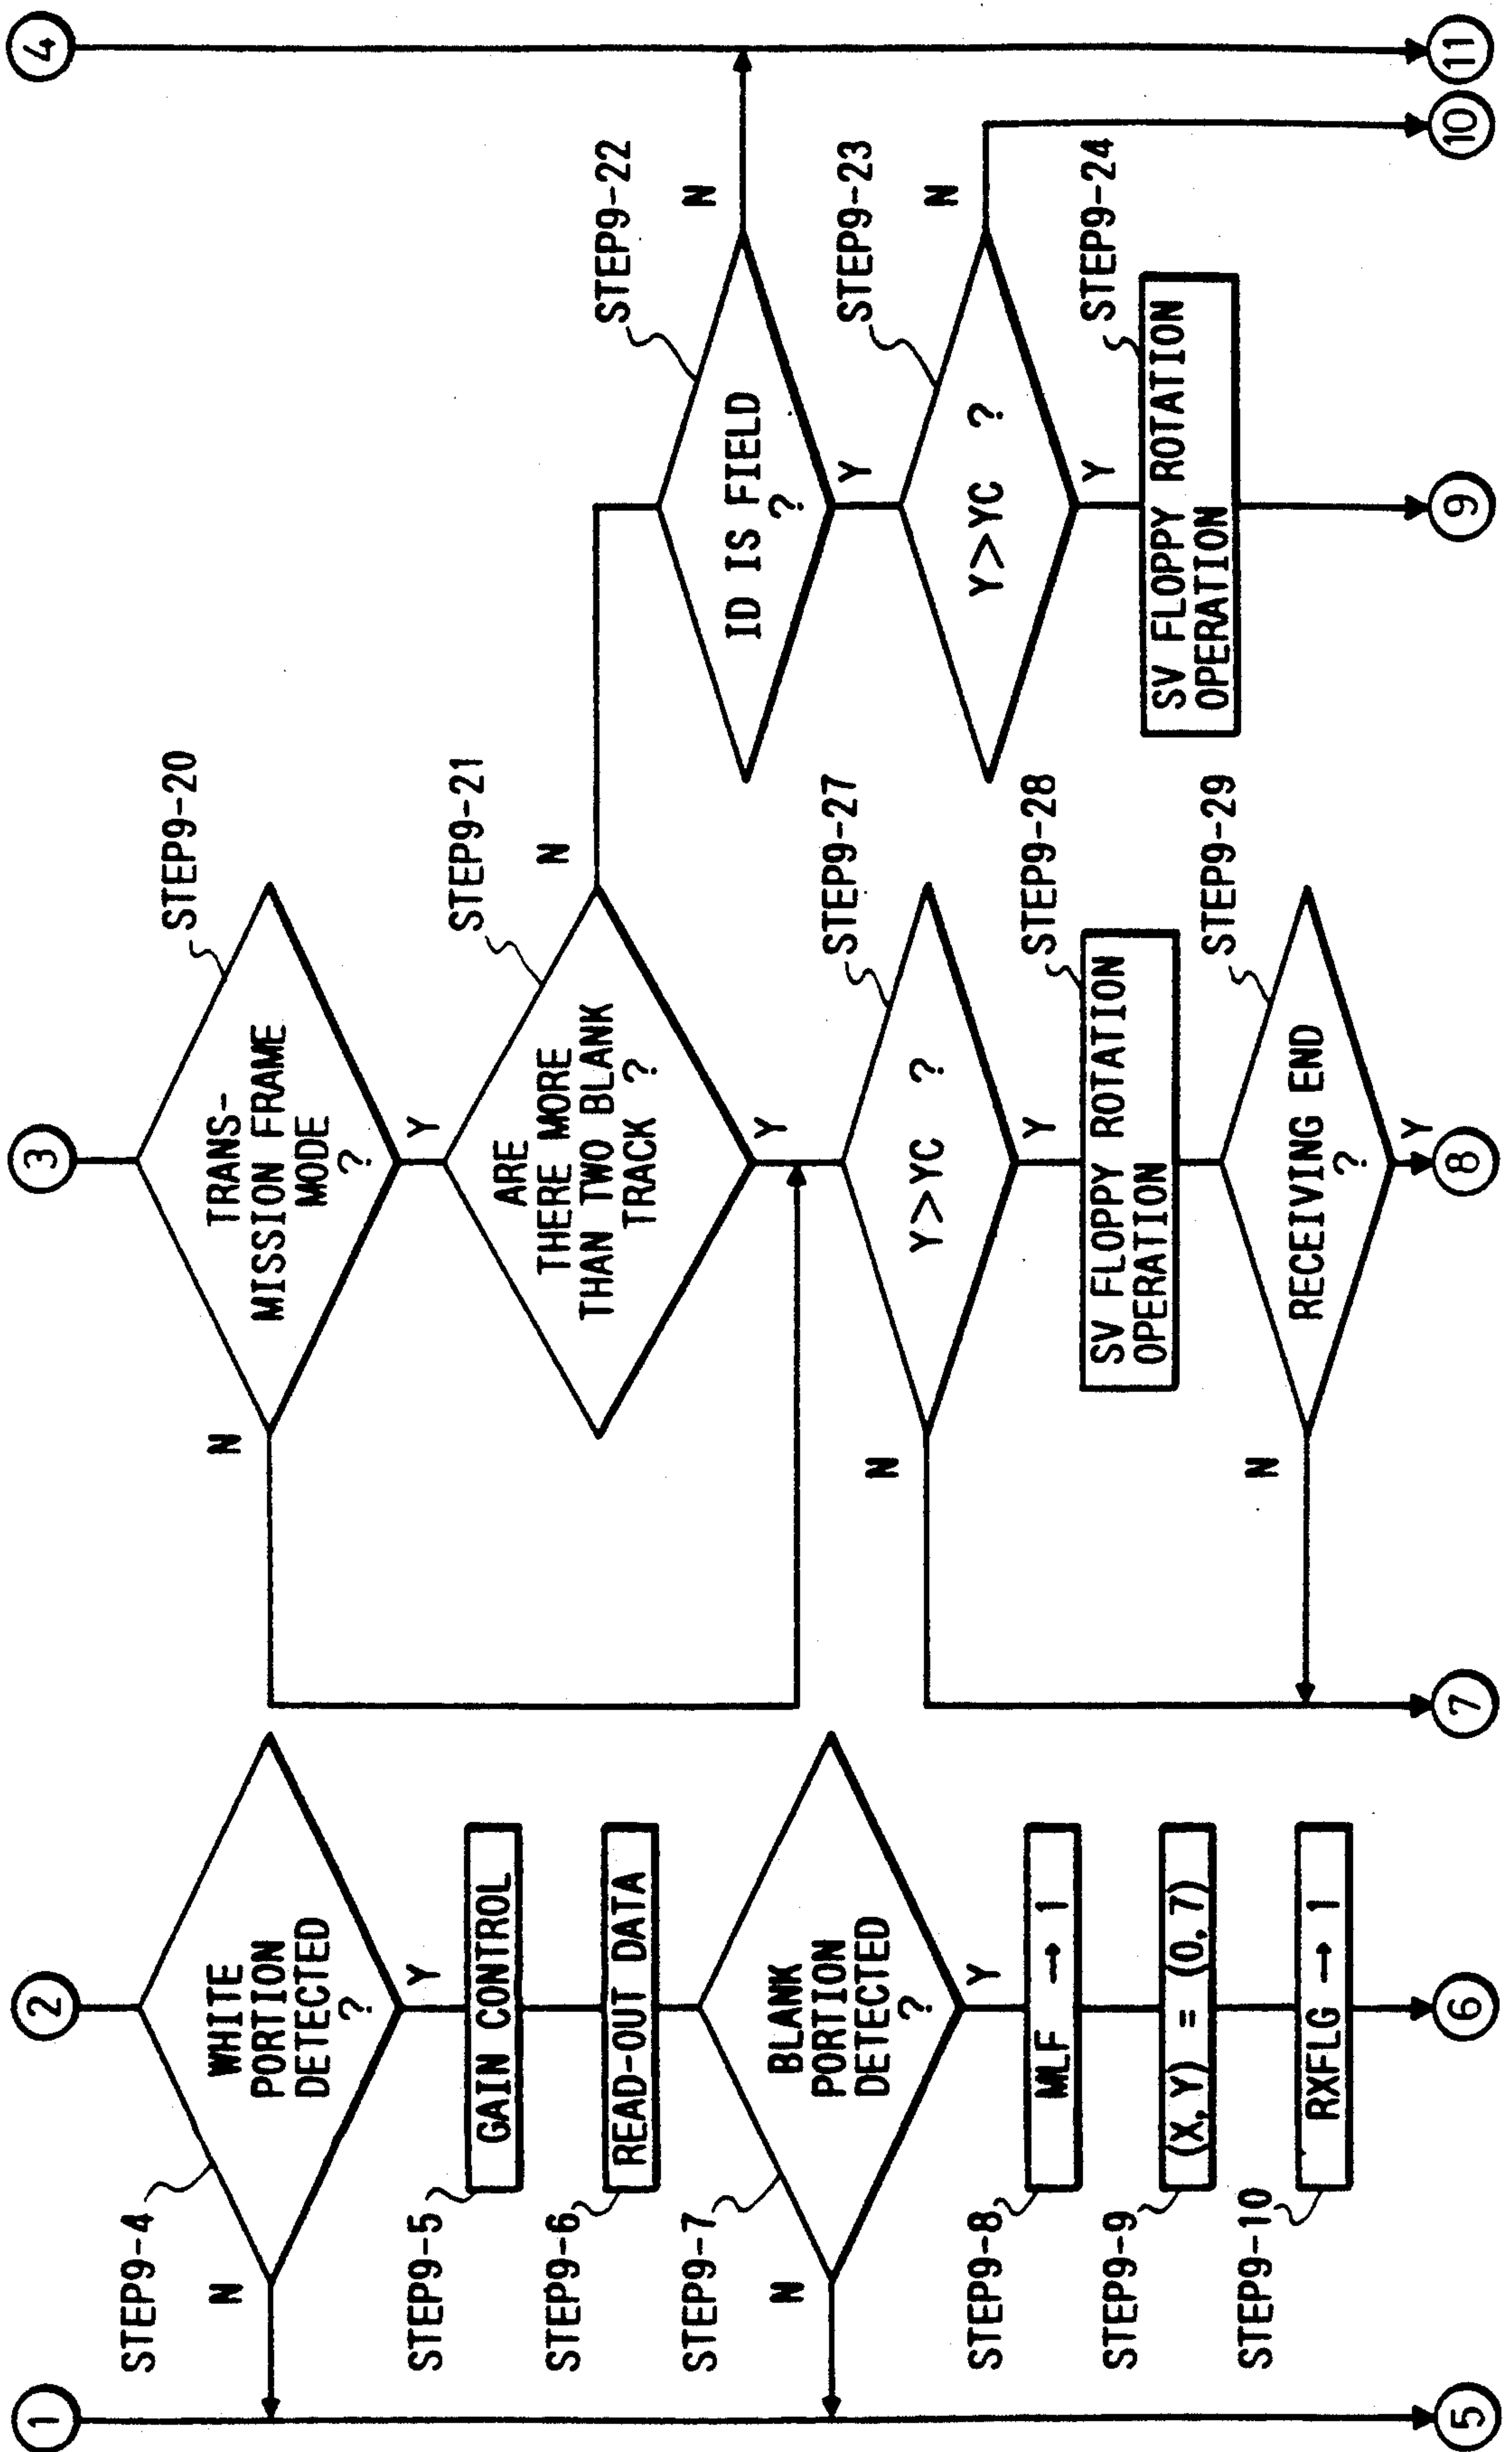 1
2
3
4
STEP9-4
WHITE
PORTION
DETECTED
?
N
Y
STEP9-5
GAIN CONTROL
STEP9-6
READ-OUT DATA
STEP9-7
BLANK
PORTION
DETECTED
?
N
Y
STEP9-8
MLF → 1
STEP9-9
(X,Y) = (0,7)
STEP9-10
RXFLG → 1
5
6
STEP9-20
TRANS-
MISSION FRAME
MODE
?
N
Y
STEP9-21
ARE
THERE MORE
THAN TWO BLANK
TRACK ?
N
Y
STEP9-27
Y>YC ?
N
Y
STEP9-28
SV FLOPPY ROTATION
OPERATION
STEP9-29
RECEIVING END
?
N
Y
7
8
STEP9-22
ID IS FIELD
?
N
Y
STEP9-23
Y>YC ?
N
Y
STEP9-24
SV FLOPPY ROTATION
OPERATION
9
10
11